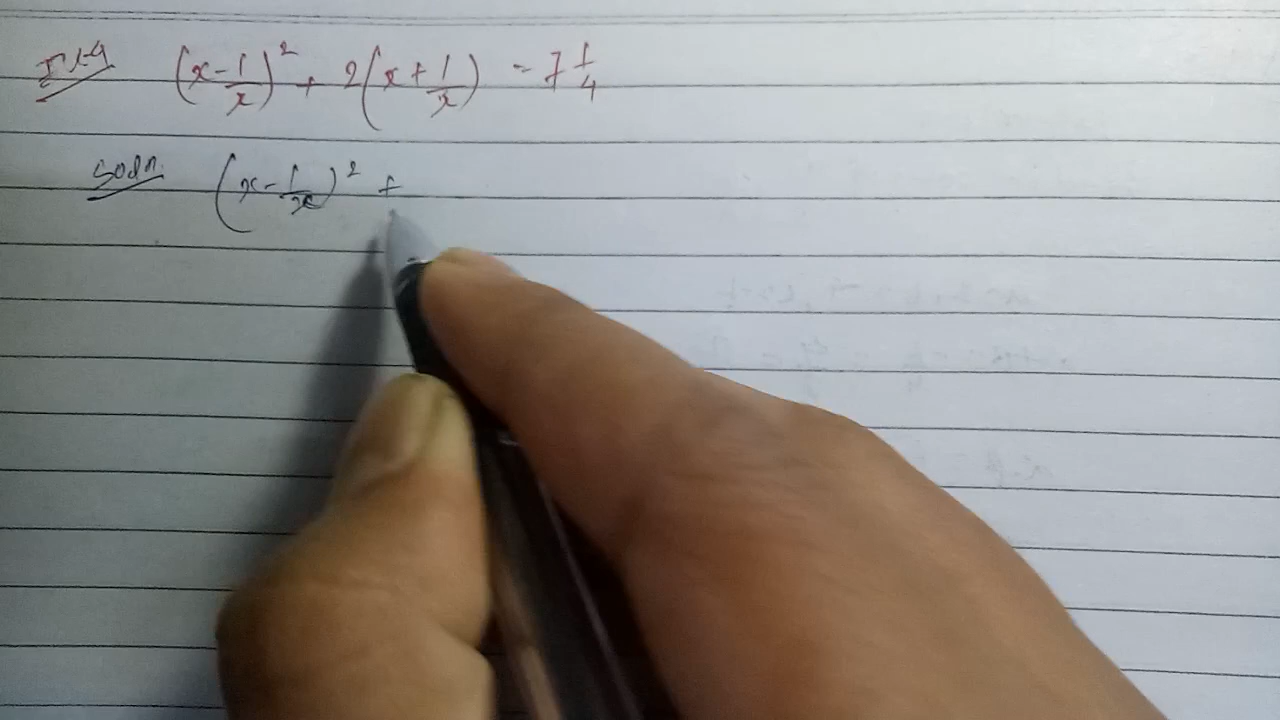 Ex-4 (x-1/x)² + 2(x+1/x) = 7 1/4
Soln. (x-1/x)² +